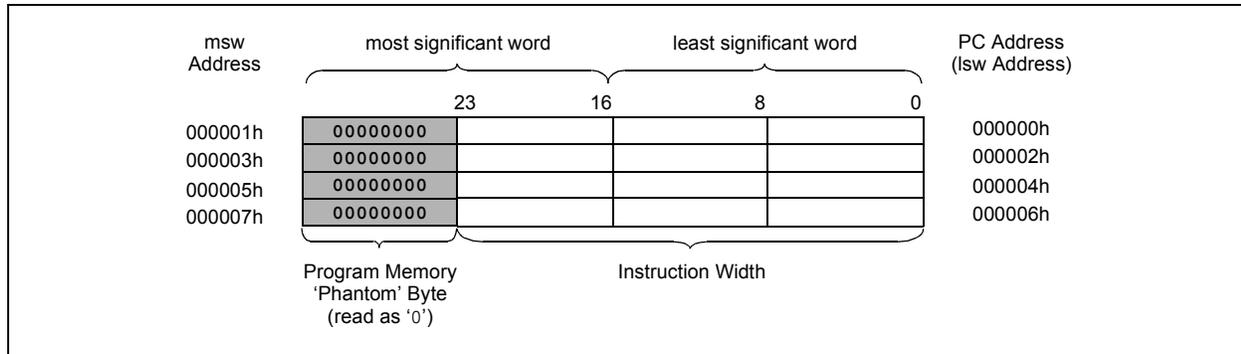 msw
Address
most significant word
least significant word
PC Address
(lsw Address)
23
16
8
0
000001h
00000000
000000h
000003h
00000000
000002h
000005h
00000000
000004h
000007h
00000000
000006h
Program Memory
‘Phantom’ Byte
(read as ‘0’)
Instruction Width